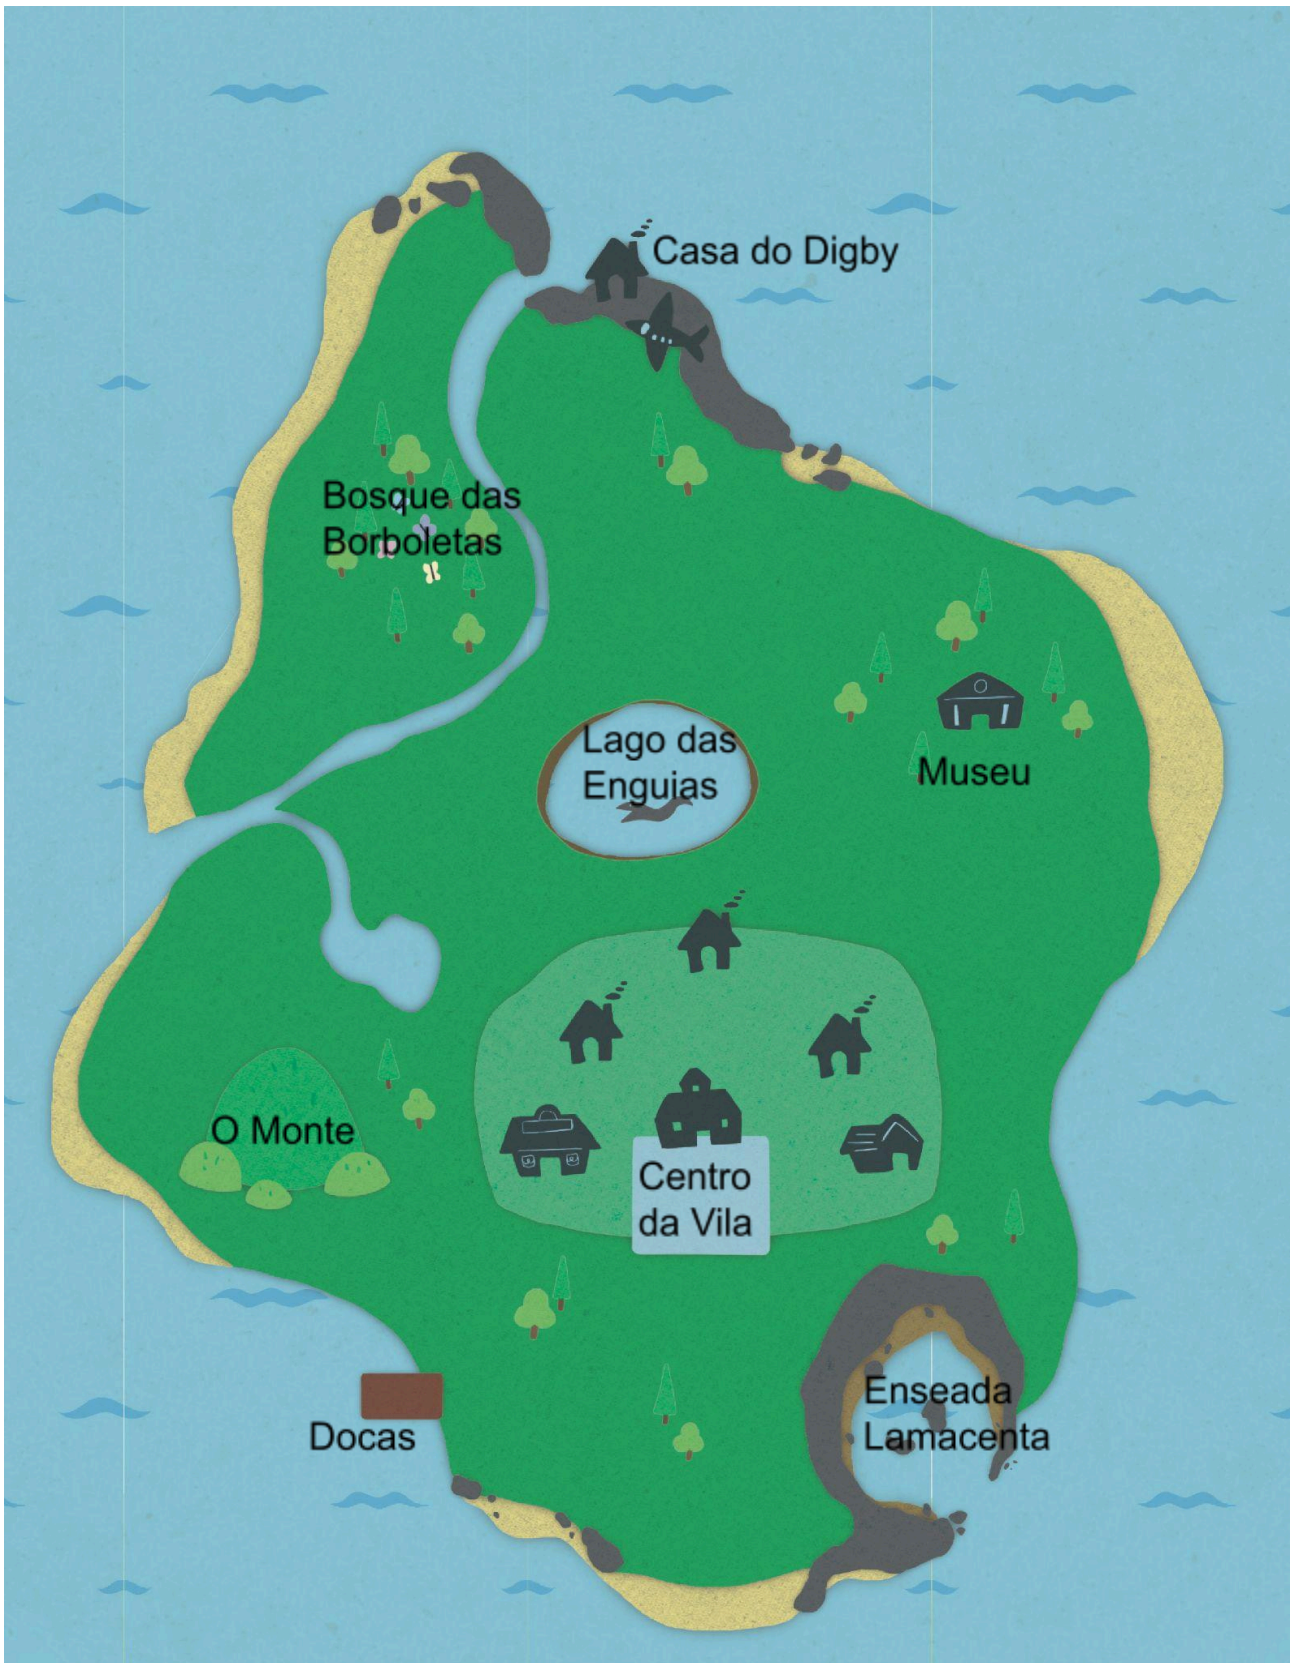 Casa do Digby
Bosque das
Borboletas
Lago das
Enguias
Museu
O Monte
Centro
da Vila
Enseada
Lamacenta
Docas